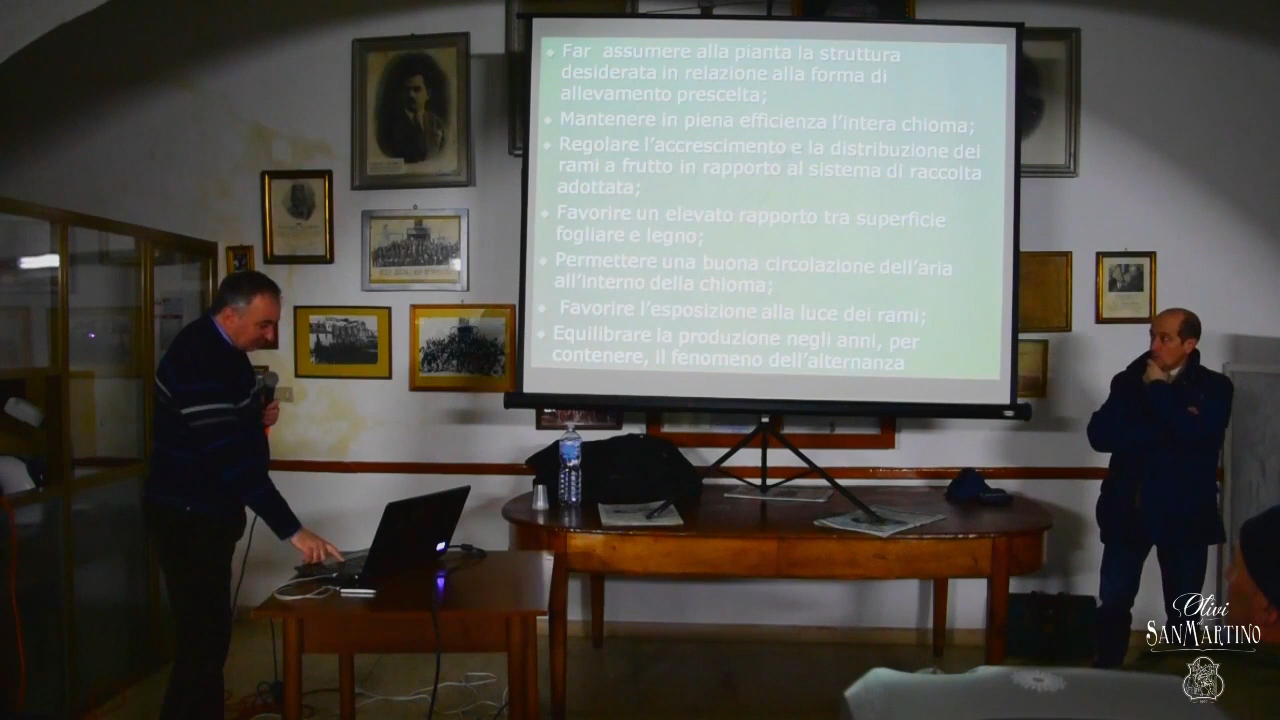 Far assumere alla pianta la struttura
desiderata in relazione alla forma di
allevamento prescelta;
Mantenere in piena efficienza l'intera chioma;
Regolare l'accrescimento e la distribuzione dei
rami a frutto in rapporto al sistema di raccolta
adottata;
Favorire un elevato rapporto tra superficie
fogliare e legno;
Permettere una buona circolazione dell'aria
all'interno della chioma;
Favorire l'esposizione alla luce dei rami;
Equilibrare la produzione negli anni, per
contenere, il fenomeno dell'alternanza
Olivi
SANMARTINO